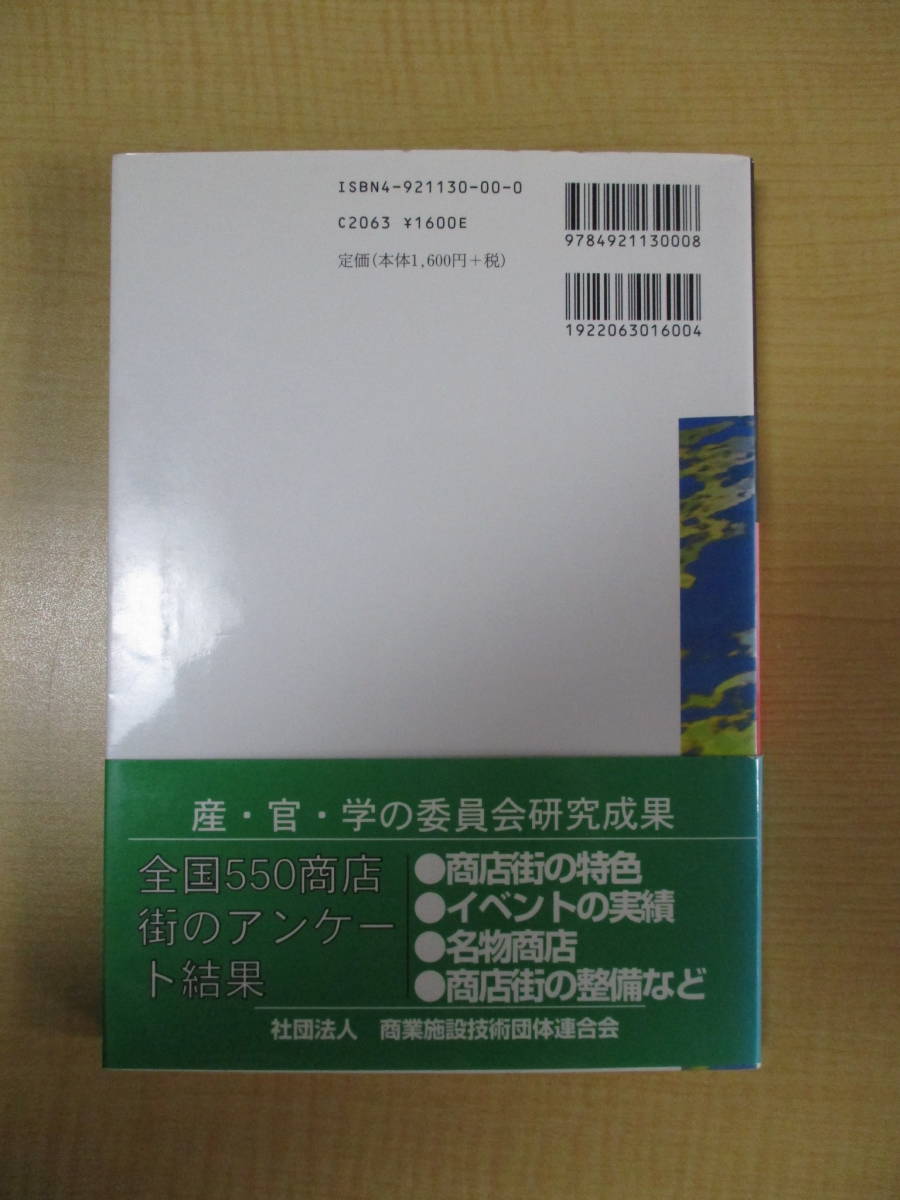 ISBN4-921130-00-0
C2063 ¥1600E
定価(本体1,600円+税)
9784921130008
1922063016004
産・官・学の委員会研究成果
全国550商店
街のアンケー
ト結果
●商店街の特色
●イベントの実績
●名物商店
●商店街の整備など
社団法人 商業施設技術団体連合会